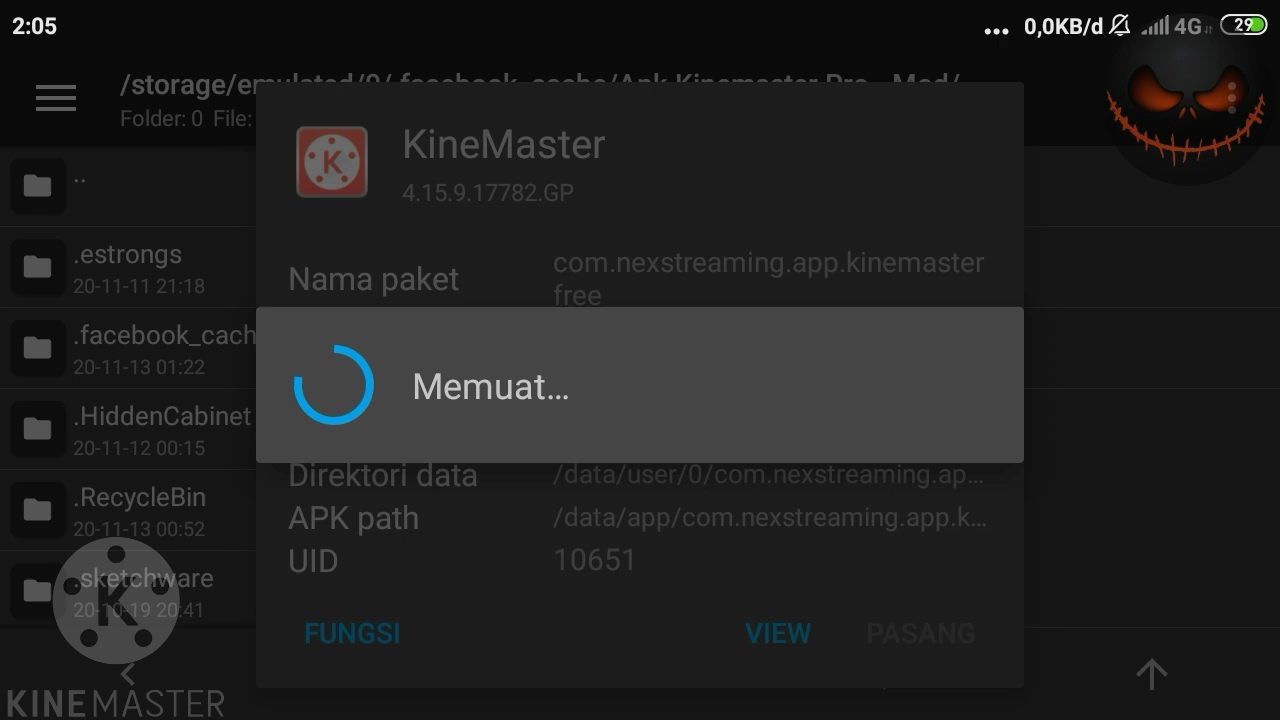 2:05
... 0,0KB/d 4G 29
/storage/emulated/0/.facebook_cache/Apk Kinemaster Pro - Mod/
Folder: 0 File:
KineMaster
4.15.9.17782.GP
..
.estrongs
20-11-11 21:18
Nama paket
com.nexstreaming.app.kinemaster
free
.facebook_cach
20-11-13 01:22
Memuat...
.HiddenCabinet
20-11-12 00:15
Direktori data
/data/user/0/com.nexstreaming.ap...
.RecycleBin
20-11-13 00:52
APK path
/data/app/com.nexstreaming.app.k...
UID
10651
.sketchware
20-10-19 20:41
FUNGSI
VIEW
PASANG
K
KINEMASTER